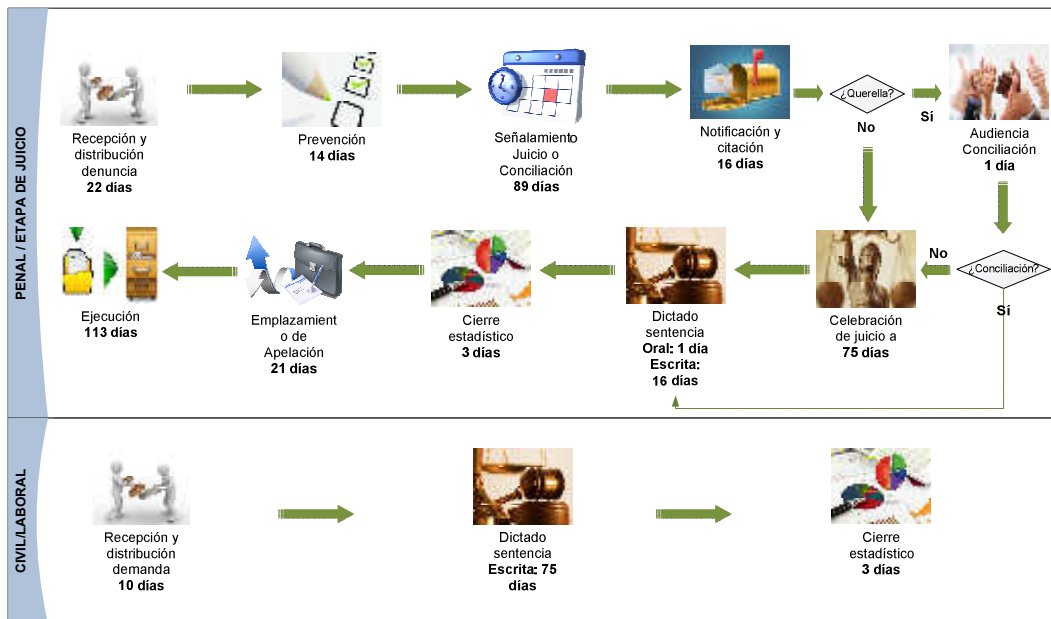 PENAL / ETAPA DE JUICIO
Recepción y
distribución
denuncia
22 días
Prevención
14 días
Señalamiento
Juicio o
Conciliación
89 días
Notificación y
citación
16 días
¿Querella?
No
Sí
Audiencia
Conciliación
1 día
¿Conciliación?
No
Sí
Celebración
de juicio a
75 días
Dictado
sentencia
Oral: 1 día
Escrita:
16 días
Cierre
estadístico
3 días
Emplazamient
o de
Apelación
21 días
Ejecución
113 días
CIVIL/LABORAL
Recepción y
distribución
demanda
10 días
Dictado
sentencia
Escrita: 75
días
Cierre
estadístico
3 días